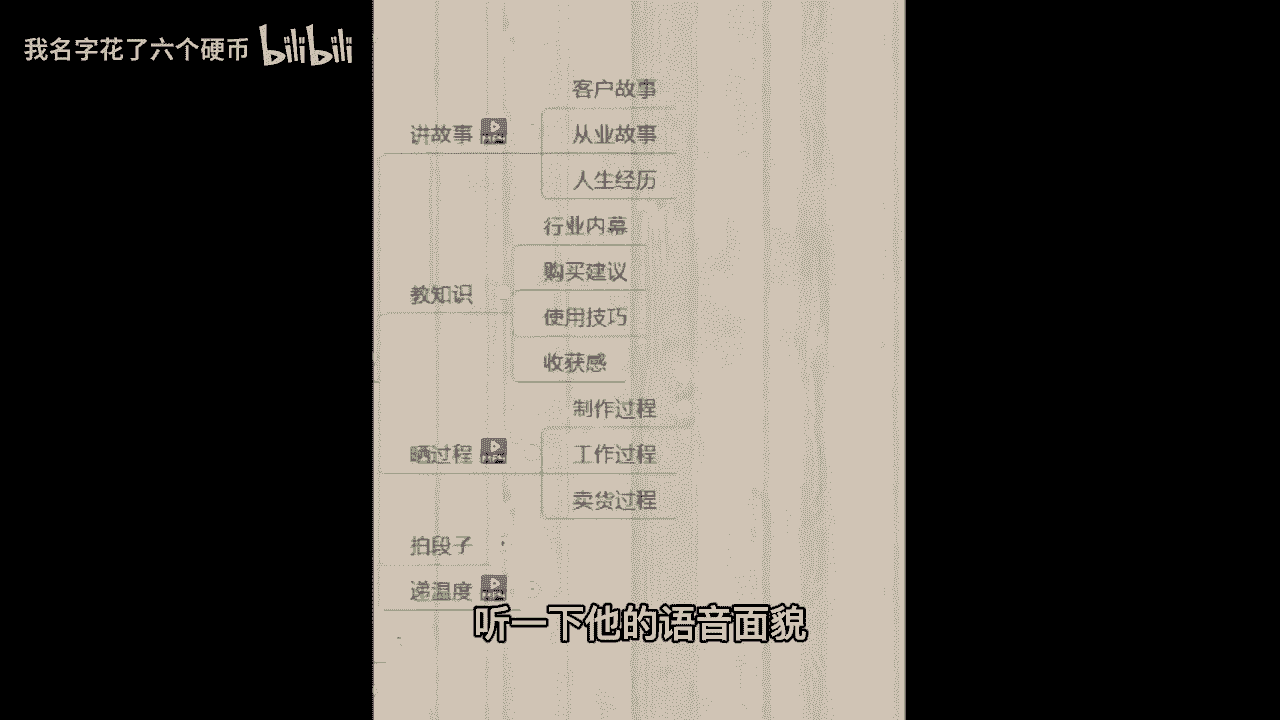 我名字花了六个硬币 bilibili
客户故事
讲故事
从业故事
人生经历
行业内幕
购买建议
教知识
使用技巧
收获感
制作过程
晒过程
工作过程
卖货过程
拍段子
递温度
听一下他的语音面貌